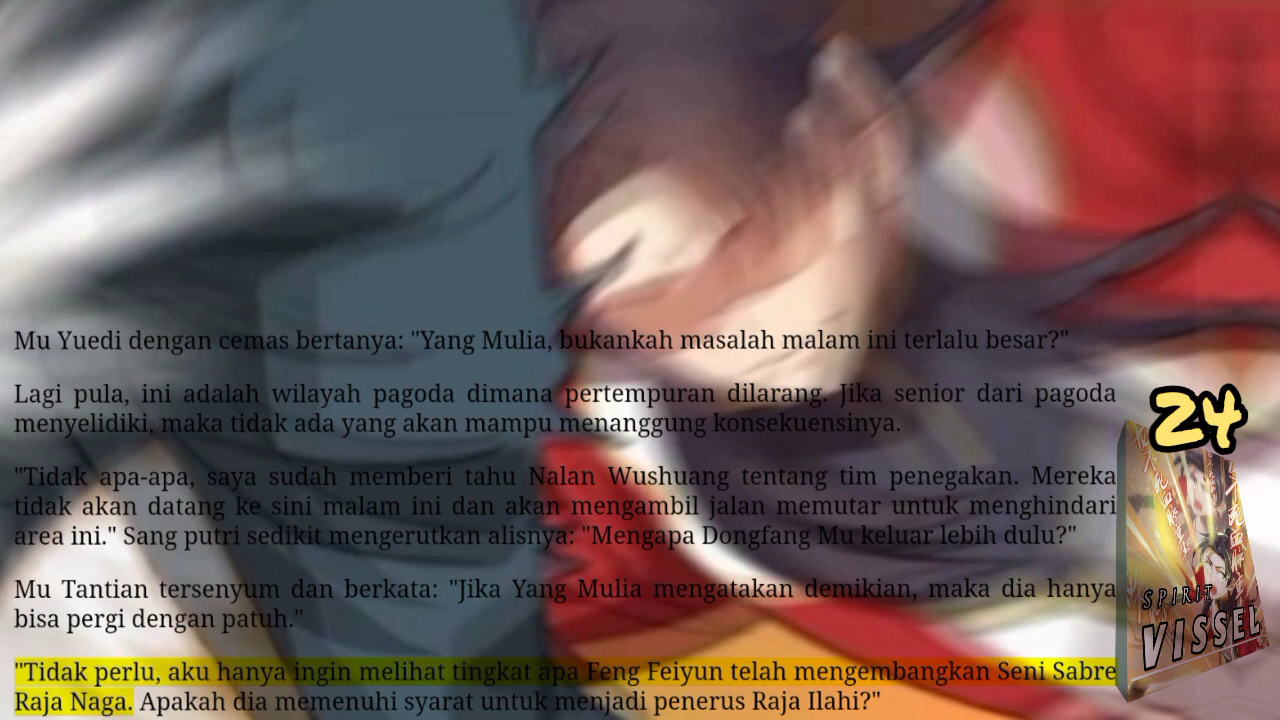 Mu Yuedi dengan cemas bertanya: "Yang Mulia, bukankah masalah malam ini terlalu besar?"
Lagi pula, ini adalah wilayah pagoda dimana pertempuran dilarang. Jika senior dari pagoda
menyelidiki, maka tidak ada yang akan mampu menanggung konsekuensinya.
"Tidak apa-apa, saya sudah memberi tahu Nalan Wushuang tentang tim penegakan. Mereka
tidak akan datang ke sini malam ini dan akan mengambil jalan memutar untuk menghindari
area ini." Sang putri sedikit mengerutkan alisnya: "Mengapa Dongfang Mu keluar lebih dulu?"
Mu Tantian tersenyum dan berkata: "Jika Yang Mulia mengatakan demikian, maka dia hanya
bisa pergi dengan patuh."
"Tidak perlu, aku hanya ingin melihat tingkat apa Feng Feiyun telah mengembangkan Seni Sabre
Raja Naga. Apakah dia memenuhi syarat untuk menjadi penerus Raja Ilahi?"
24
SPIRIT
VISSEL